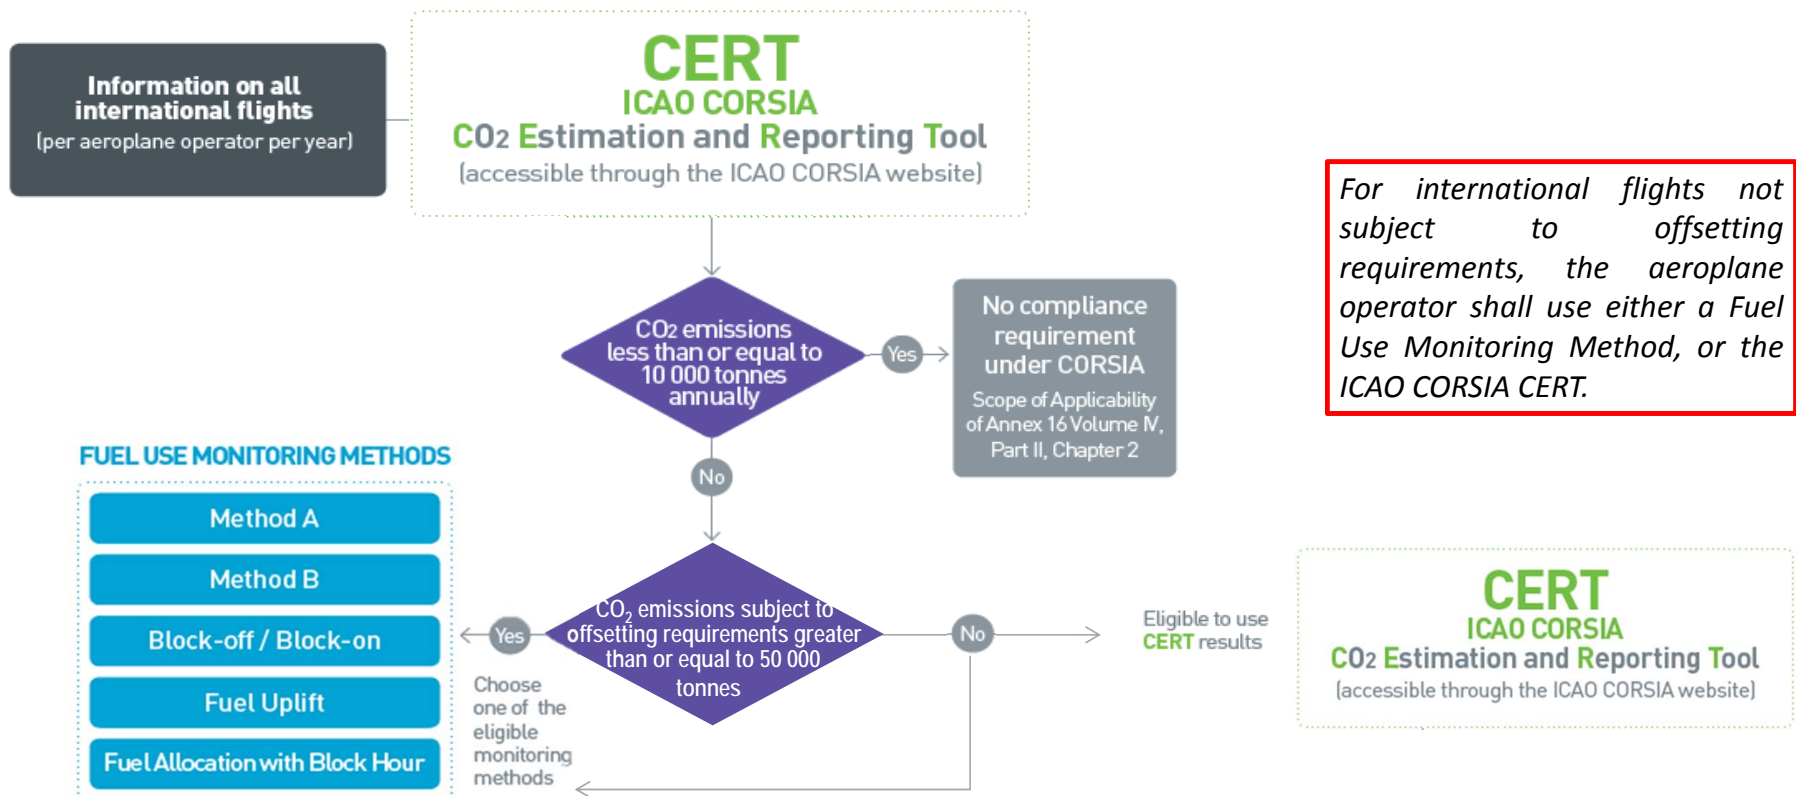 Information on all
international flights
(per aeroplane operator per year)
CERT
ICAO CORSIA
CO2 Estimation and Reporting Tool
(accessible through the ICAO CORSIA website)
For international flights not
subject to offsetting
requirements, the aeroplane
operator shall use either a Fuel
Use Monitoring Method, or the
ICAO CORSIA CERT.
CO2 emissions
less than or equal to
10 000 tonnes
annually
Yes
No compliance
requirement
under CORSIA
Scope of Applicability
of Annex 16 Volume IV,
Part II, Chapter 2
No
FUEL USE MONITORING METHODS
Method A
Method B
Block-off / Block-on
Fuel Uplift
Fuel Allocation with Block Hour
Yes
Choose
one of the
eligible
monitoring
methods
CO2 emissions subject to
offsetting requirements greater
than or equal to 50 000
tonnes
No
Eligible to use
CERT results
CERT
ICAO CORSIA
CO2 Estimation and Reporting Tool
(accessible through the ICAO CORSIA website)